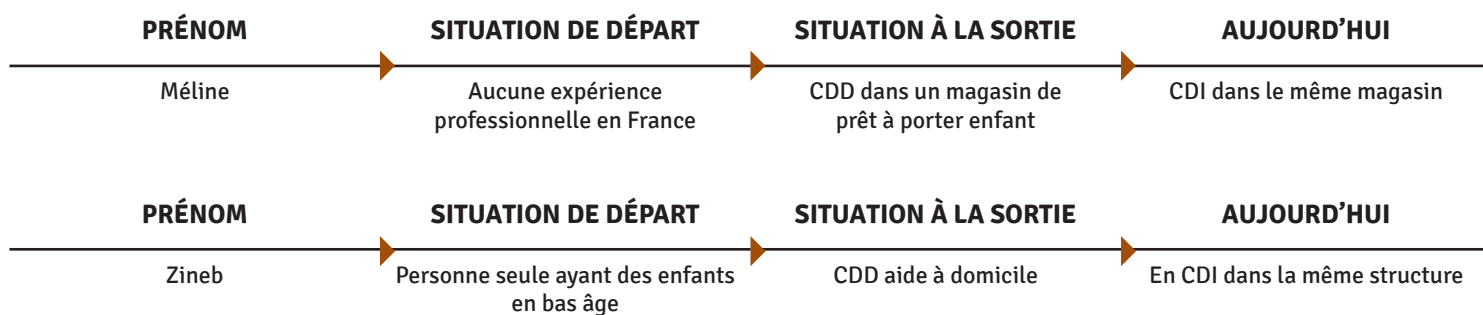 PRÉNOM SITUATION DE DÉPART SITUATION À LA SORTIE AUJOURD'HUI
Méline Aucune expérience CDD dans un magasin de CDI dans le même magasin
professionnelle en France prêt à porter enfant
PRÉNOM SITUATION DE DÉPART SITUATION À LA SORTIE AUJOURD'HUI
Zineb Personne seule ayant des enfants CDD aide à domicile En CDI dans la même structure
en bas âge